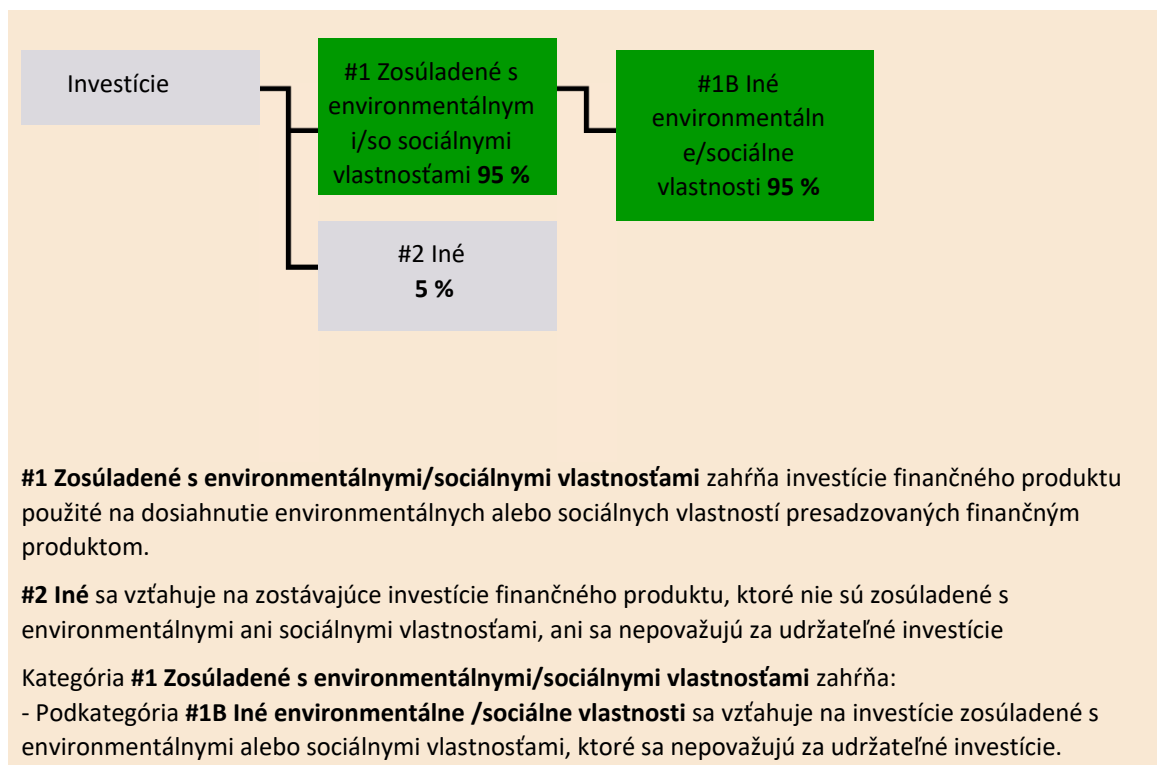 Investície
#1 Zosúladené s
environmentálnym
i/so sociálnymi
vlastnosťami 95 %
#1B Iné
environmentáln
e/sociálne
vlastnosti 95 %
#2 Iné
5 %
#1 Zosúladené s environmentálnymi/sociálnymi vlastnosťami zahŕňa investície finančného produktu
použité na dosiahnutie environmentálnych alebo sociálnych vlastností presadzovaných finančným
produktom.
#2 Iné sa vzťahuje na zostávajúce investície finančného produktu, ktoré nie sú zosúladené s
environmentálnymi ani sociálnymi vlastnosťami, ani sa nepovažujú za udržateľné investície
Kategória #1 Zosúladené s environmentálnymi/sociálnymi vlastnosťami zahŕňa:
- Podkategória #1B Iné environmentálne /sociálne vlastnosti sa vzťahuje na investície zosúladené s
environmentálnymi alebo sociálnymi vlastnosťami, ktoré sa nepovažujú za udržateľné investície.